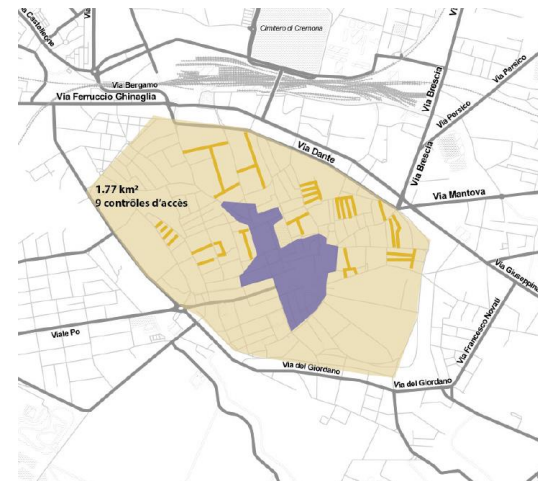 Via Castelleone
Via
Cimitero di Cremona
Via Bergamo
Via Ferruccio Ghinaglia
Via Brescia
Via Persico
Via Persico
Via Dante
Via Brescia
1.77 km²
9 contrôles d'accès
Via Mantova
Via Giuseppina
Viale Po
Via Francesco Novati
Via del Giordano
Via del Giordano